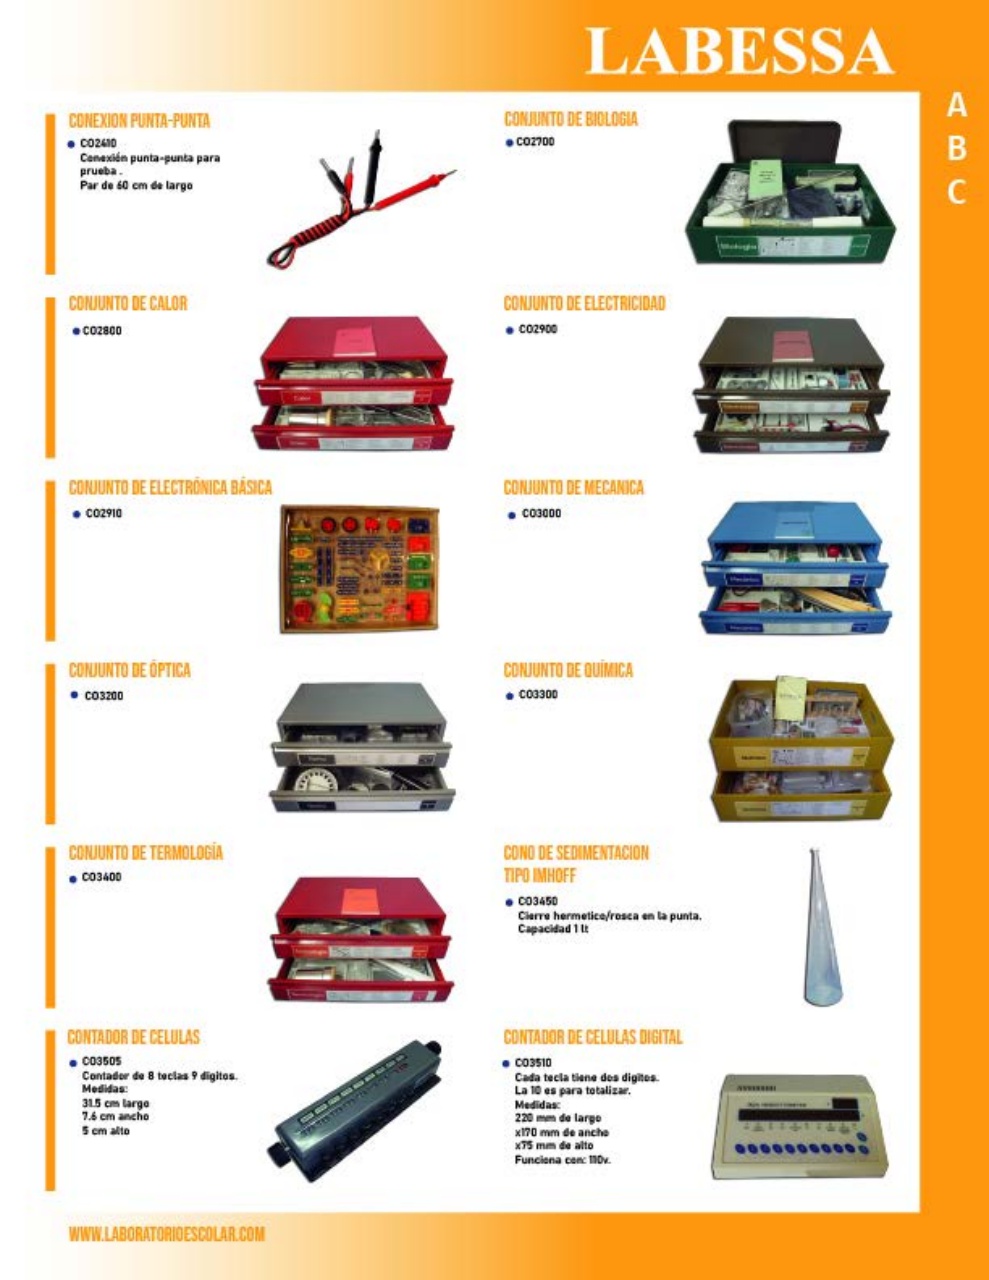 LABESSA
A
B
C
CONEXION PUNTA-PUNTA
CO2410
Conexión punta-punta para
prueba .
Par de 60 cm de largo
CONJUNTO DE BIOLOGIA
CO2700
Biología
CONJUNTO DE CALOR
CO2800
Calor
CONJUNTO DE ELECTRICIDAD
CO2900
CONJUNTO DE ELECTRÓNICA BÁSICA
CO2910
CONJUNTO DE MECANICA
CO3000
Mecánica
CONJUNTO DE ÓPTICA
CO3200
CONJUNTO DE QUÍMICA
CO3300
CONJUNTO DE TERMOLOGÍA
CO3400
CONO DE SEDIMENTACION
TIPO IMHOFF
CO3450
Cierre hermetico/rosca en la punta.
Capacidad 1 lt
CONTADOR DE CELULAS
CO3505
Contador de 8 teclas 9 digitos.
Medidas:
31.5 cm largo
7.6 cm ancho
5 cm alto
CONTADOR DE CELULAS DIGITAL
CO3510
Cada tecla tiene dos digitos.
La 10 es para totalizar.
Medidas:
220 mm de largo
x170 mm de ancho
x75 mm de alto
Funciona con: 110v.
WWW.LABORATORIOESCOLAR.COM